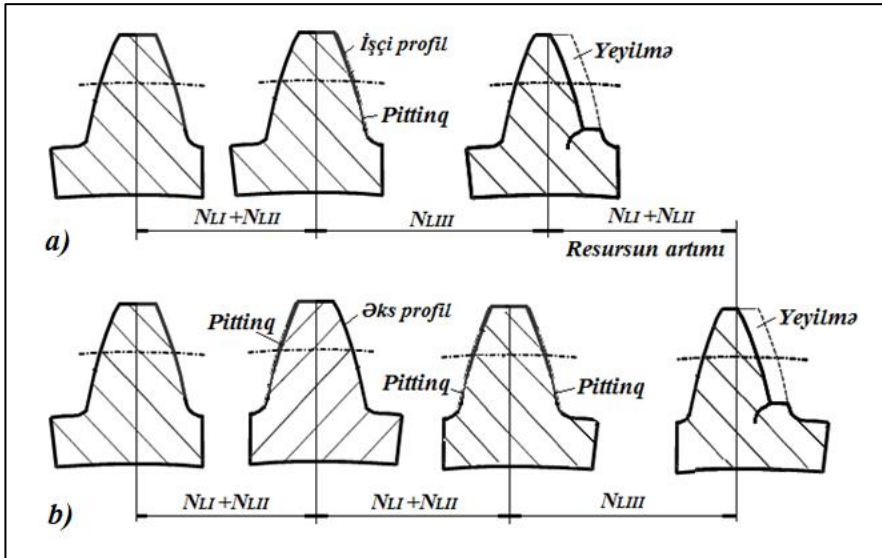 İşçi profil
Yeyilmə
Pittinq
NLI+NLII
NLIII
NLI+NLII
a)
Resursun artımı
Pittinq
Əks profil
Yeyilmə
Pittinq
Pittinq
NLI+NLII
NLI+NLII
NLIII
b)